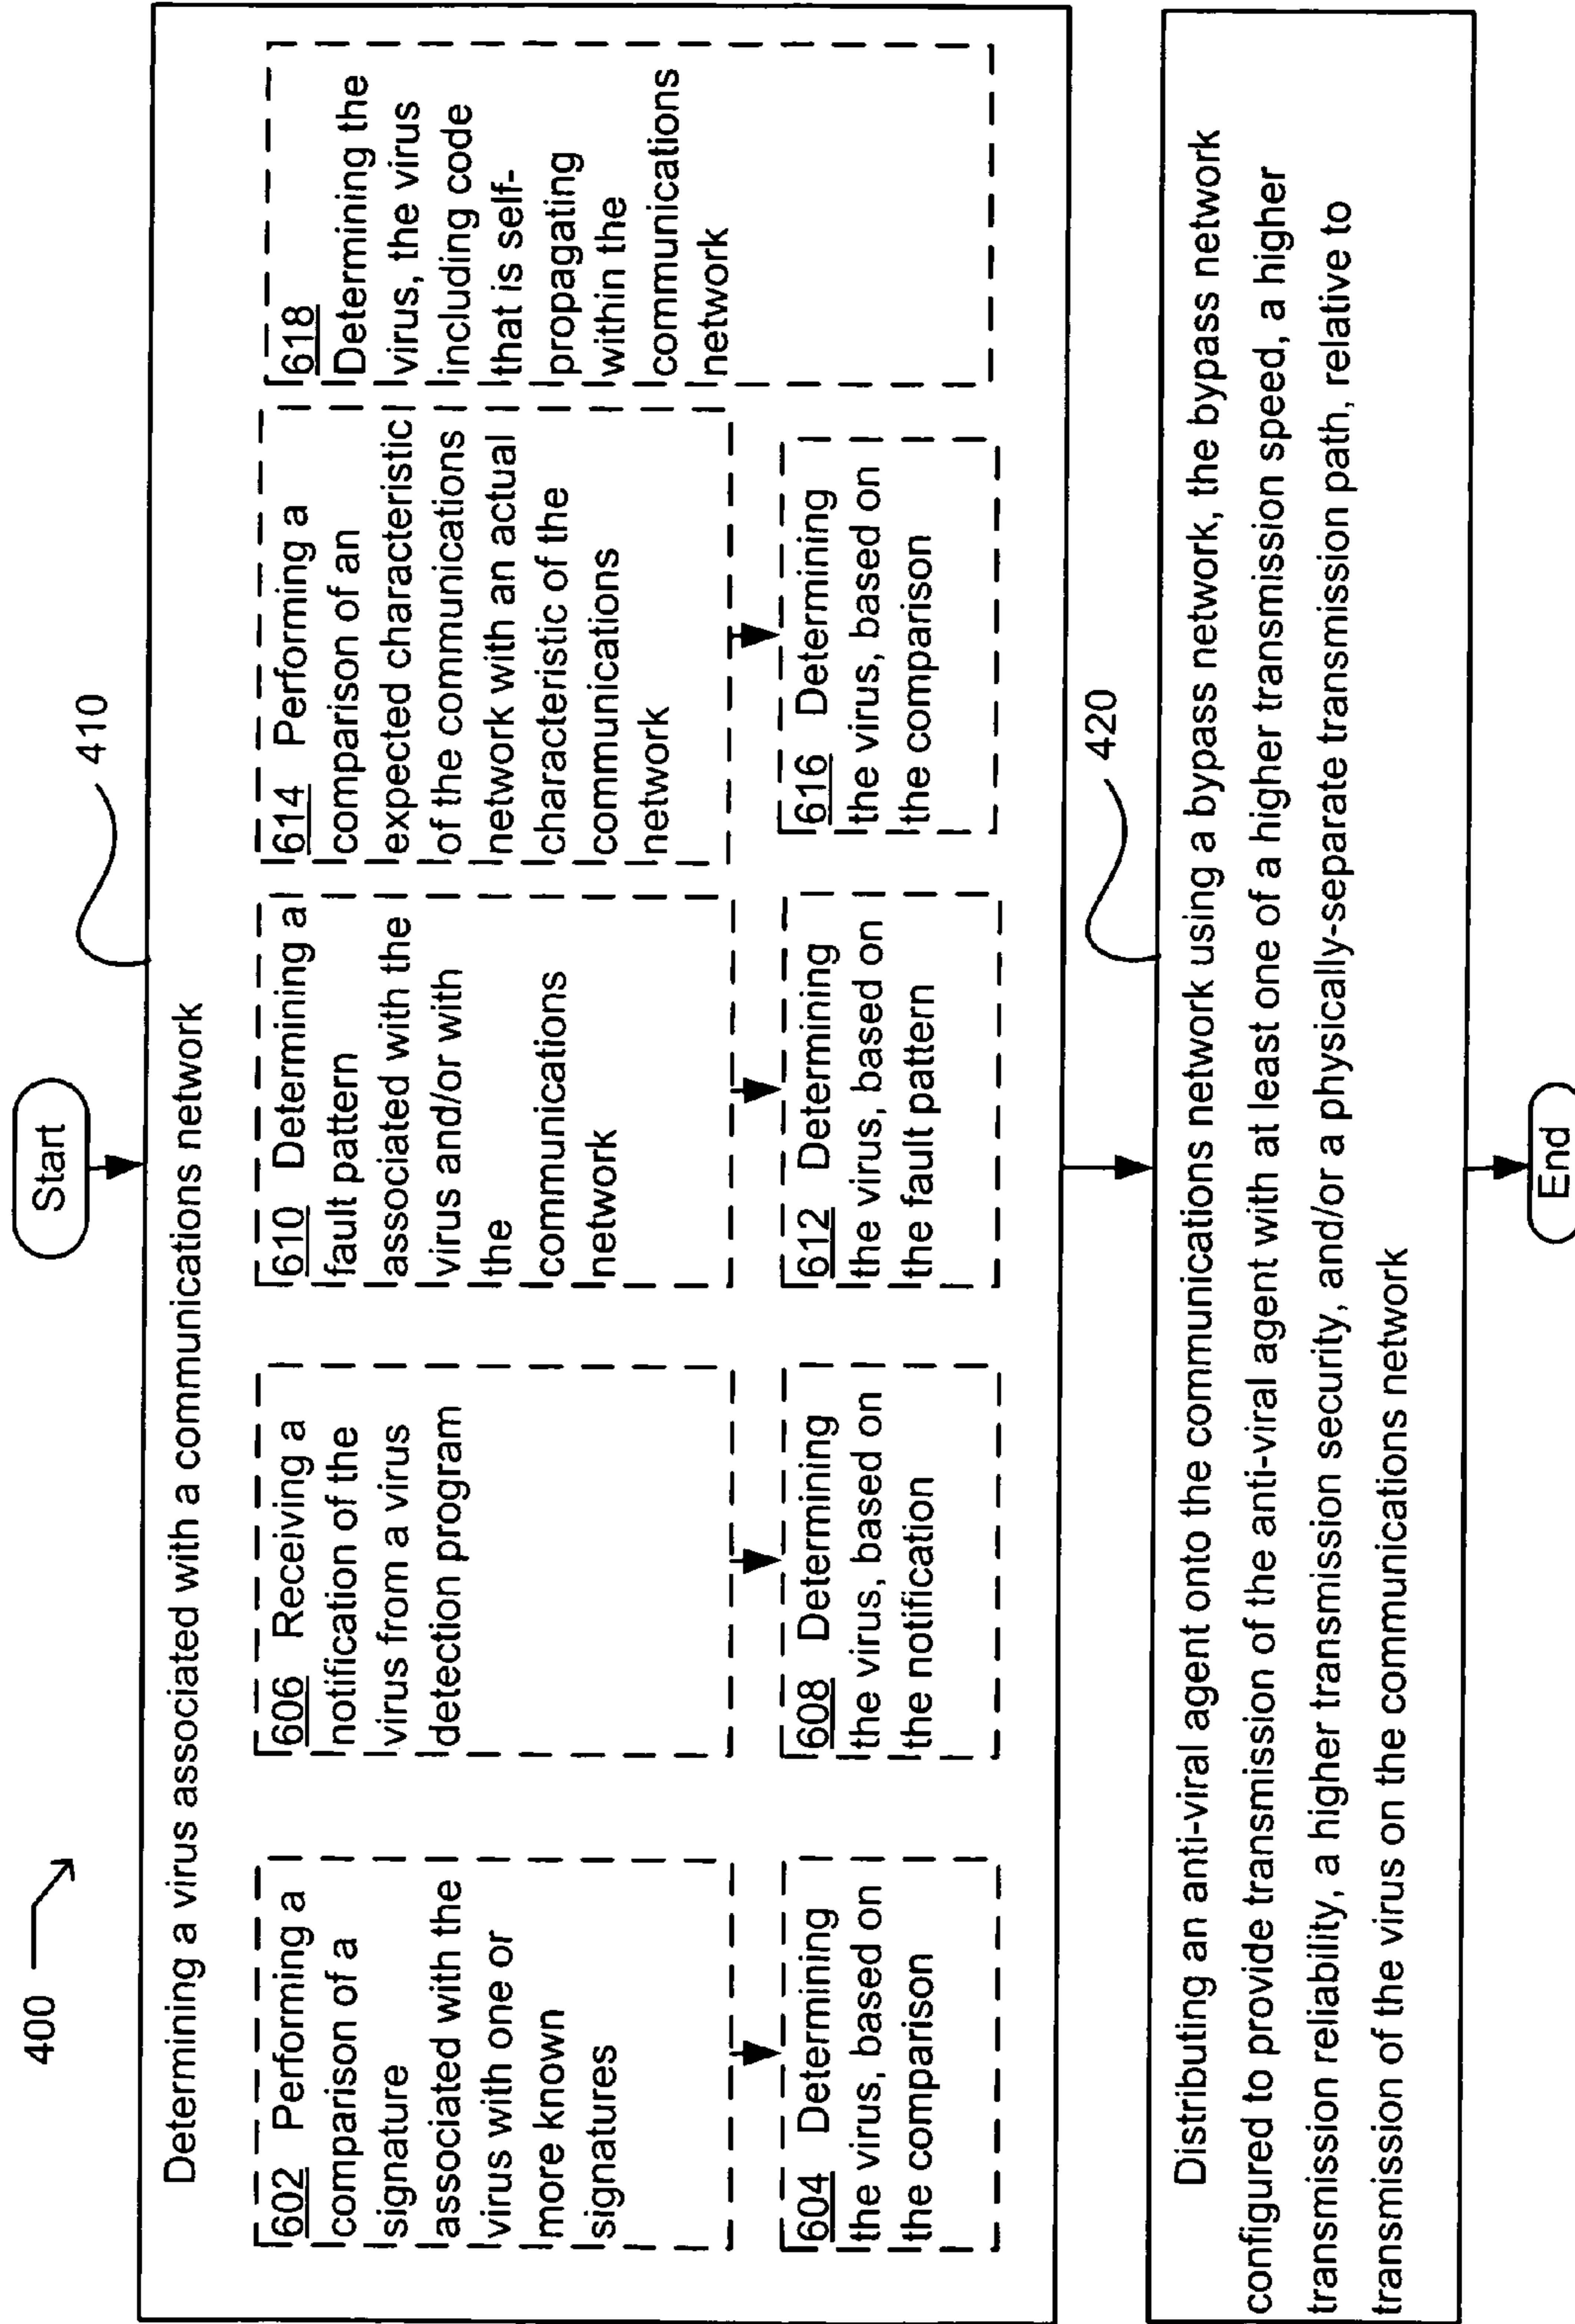 400
Start
410
Determining a virus associated with a communications network
602 Performing a
comparison of a
signature
associated with the
virus with one or
more known
signatures
604 Determining
the virus, based on
the comparison
606 Receiving a
notification of the
virus from a virus
detection program
608 Determining
the virus, based on
the notification
610 Determining a
fault pattern
associated with the
virus and/or with
the
communications
network
612 Determining
the virus, based on
the fault pattern
614 Performing a
comparison of an
expected characteristic
of the communications
network with an actual
characteristic of the
communications
network
616 Determining
the virus, based on
the comparison
618
Determining the
virus, the virus
including code
that is self-
propagating
within the
communications
network
420
Distributing an anti-viral agent onto the communications network using a bypass network, the bypass network
configured to provide transmission of the anti-viral agent with at least one of a higher transmission speed, a higher
transmission reliability, a higher transmission security, and/or a physically-separate transmission path, relative to
transmission of the virus on the communications network
End